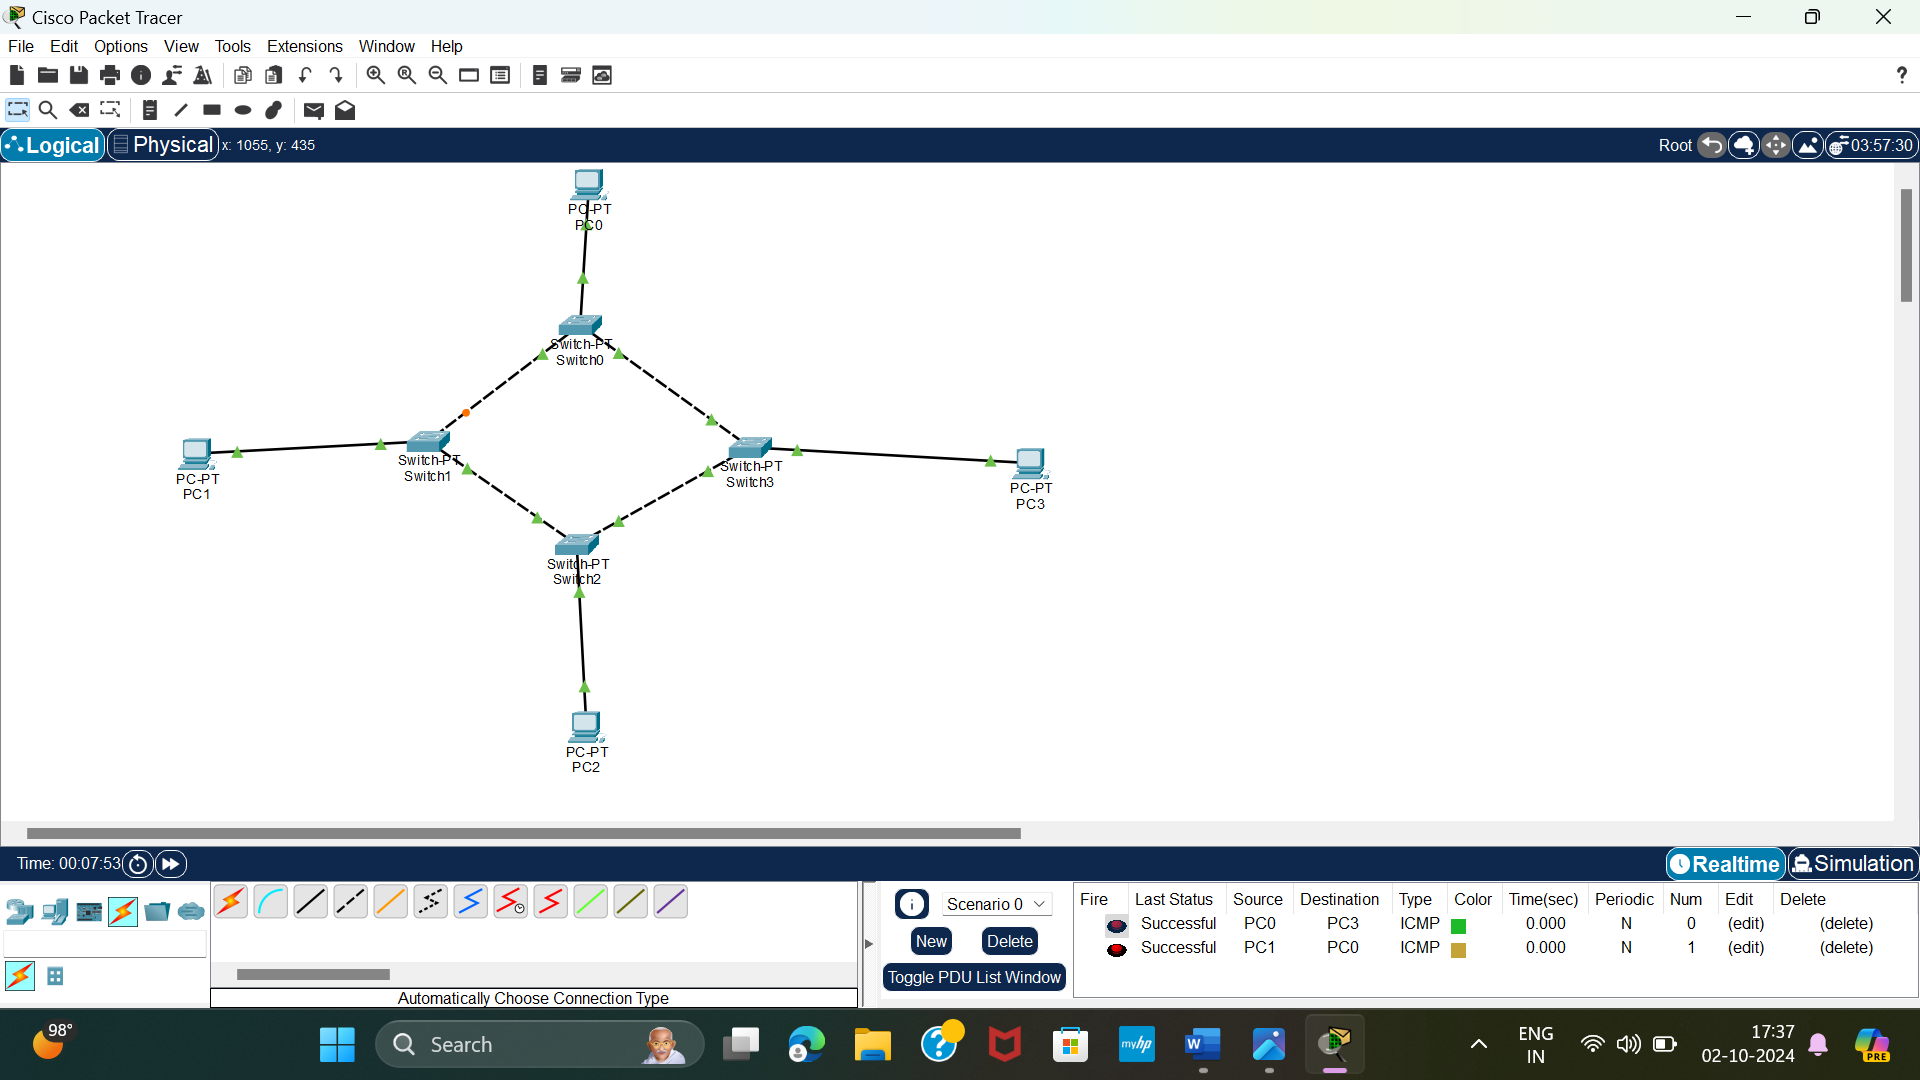 Cisco Packet Tracer
File Edit Options View Tools Extensions Window Help
?
Logical Physical x: 1055, y: 435 Root 03:57:30
PC-PT
PC0
Switch-PT
Switch0
PC-PT
PC1
Switch-PT
Switch1
Switch-PT
Switch3
PC-PT
PC3
Switch-PT
Switch2
PC-PT
PC2
Time: 00:07:53 Realtime Simulation
Automatically Choose Connection Type
Scenario 0
New Delete
Toggle PDU List Window
Fire Last Status Source Destination Type Color Time(sec) Periodic Num Edit Delete
Successful PC0 PC3 ICMP 0.000 N 0 (edit) (delete)
Successful PC1 PC0 ICMP 0.000 N 1 (edit) (delete)
98°
Search
myhp
W
ENG
IN
17:37
02-10-2024
PRE